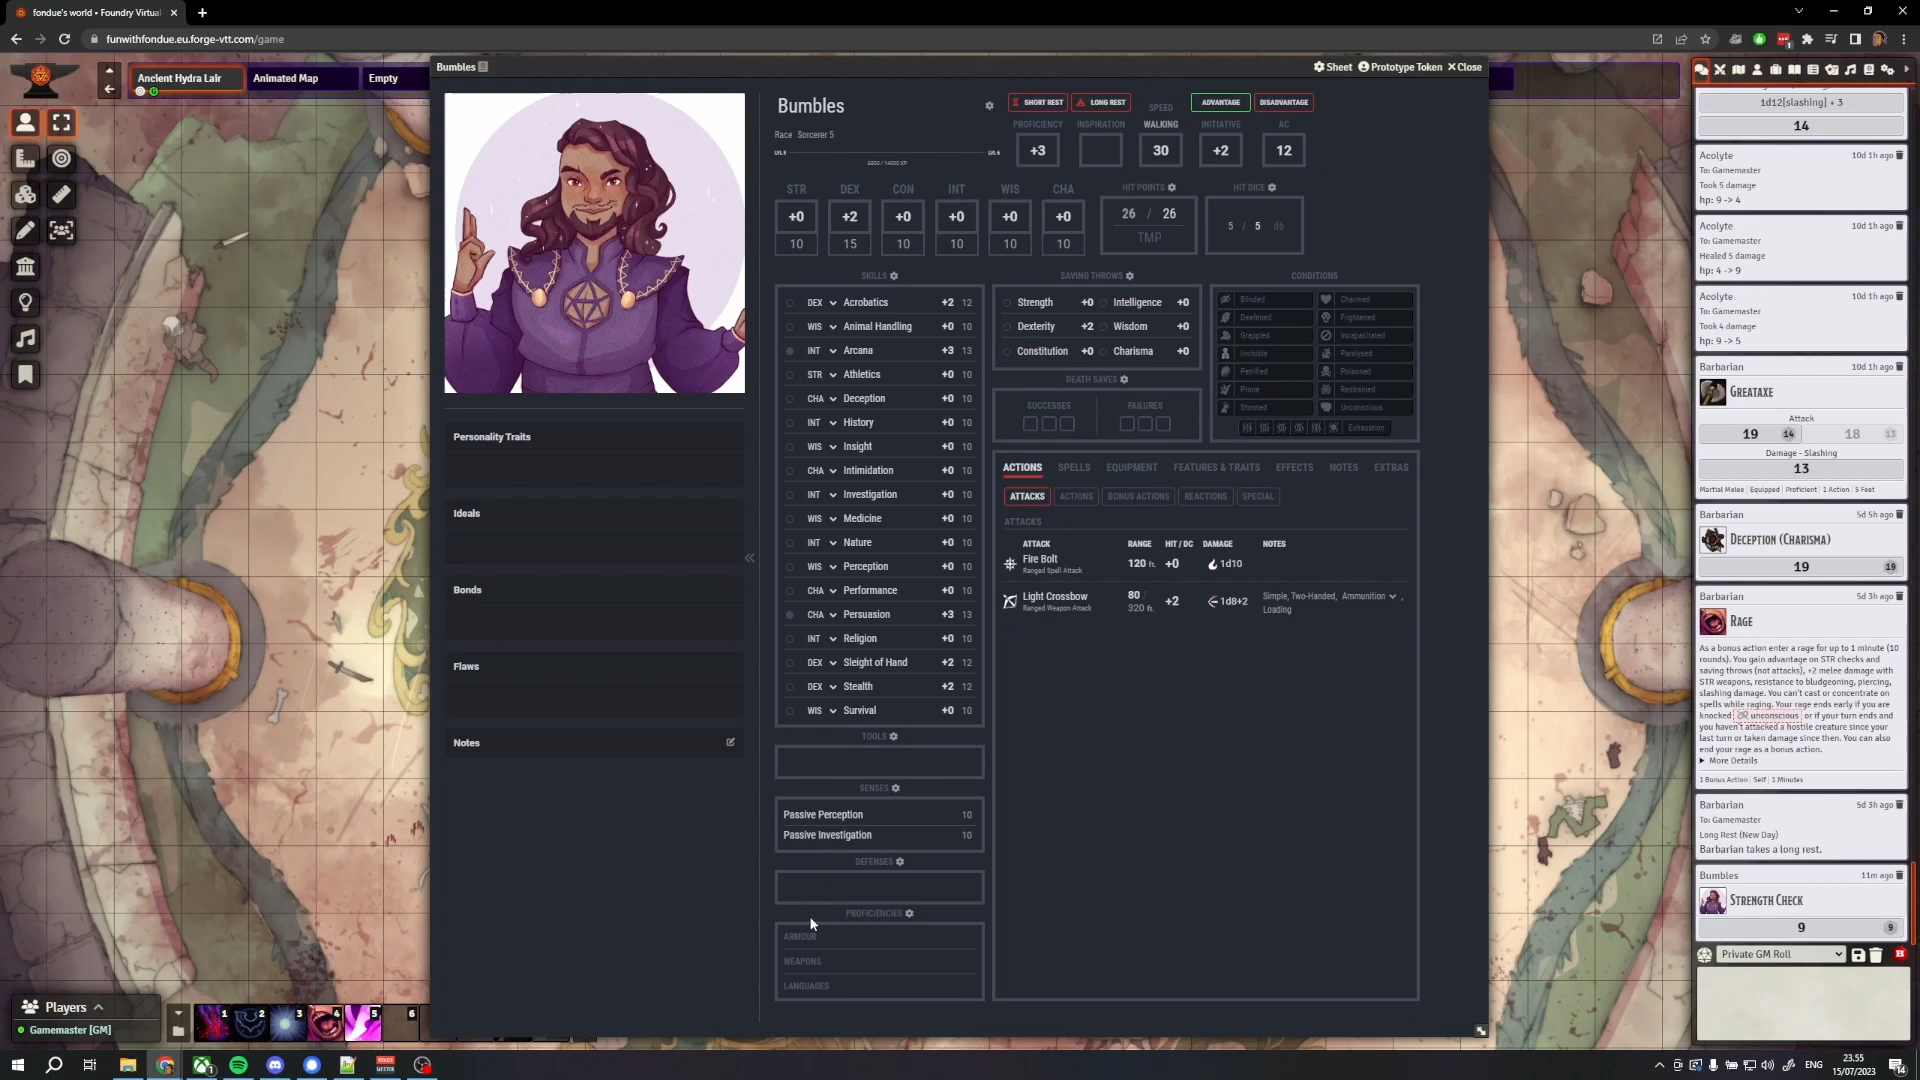 fondue's world • Foundry Virtual
funwithfondue.eu.forge-vtt.com/game
Ancient Hydra Lair
Animated Map
Empty
Bumbles
Sheet
Prototype Token
Close
Bumbles
SHORT REST
LONG REST
SPEED
ADVANTAGE
DISADVANTAGE
PROFICIENCY
INSPIRATION
WALKING
INITIATIVE
AC
Race Sorcerer 5
+3
30
+2
12
LVL 5
LVL 6
6500 / 14000 XP
STR DEX CON INT WIS CHA
HIT POINTS
HIT DICE
+0 +2 +0 +0 +0 +0
10 15 10 10 10 10
26 / 26
TMP
5 / 5 d6
SKILLS
DEX Acrobatics +2 12
WIS Animal Handling +0 10
INT Arcana +3 13
STR Athletics +0 10
CHA Deception +0 10
INT History +0 10
WIS Insight +0 10
CHA Intimidation +0 10
INT Investigation +0 10
WIS Medicine +0 10
INT Nature +0 10
WIS Perception +0 10
CHA Performance +0 10
CHA Persuasion +3 13
INT Religion +0 10
DEX Sleight of Hand +2 12
DEX Stealth +2 12
WIS Survival +0 10
TOOLS
SENSES
Passive Perception 10
Passive Investigation 10
DEFENSES
PROFICIENCIES
ARMOUR
WEAPONS
LANGUAGES
SAVING THROWS
Strength +0 Intelligence +0
Dexterity +2 Wisdom +0
Constitution +0 Charisma +0
DEATH SAVES
SUCCESSES FAILURES
CONDITIONS
Blinded Charmed
Deafened Frightened
Grappled Incapacitated
Invisible Paralysed
Petrified Poisoned
Prone Restrained
Stunned Unconscious
Exhaustion
ACTIONS SPELLS EQUIPMENT FEATURES & TRAITS EFFECTS NOTES EXTRAS
ATTACKS ACTIONS BONUS ACTIONS REACTIONS SPECIAL
ATTACKS
ATTACK RANGE HIT / DC DAMAGE NOTES
Fire Bolt 120 ft. +0 1d10
Ranged Spell Attack
Light Crossbow 80 / 320 ft. +2 1d8+2 Simple, Two-Handed, Ammunition , Loading
Ranged Weapon Attack
Personality Traits
Ideals
Bonds
Flaws
Notes
1d12[slashing] + 3
14
Acolyte 10d 1h ago
To: Gamemaster
Took 5 damage
hp: 9 -> 4
Acolyte 10d 1h ago
To: Gamemaster
Healed 5 damage
hp: 4 -> 9
Acolyte 10d 1h ago
To: Gamemaster
Took 4 damage
hp: 9 -> 5
Barbarian 10d 1h ago
GREATAXE
Attack
19 14 18 13
Damage - Slashing
13
Martial Melee Equipped Proficient 1 Action 5 Feet
Barbarian 5d 5h ago
DECEPTION (CHARISMA)
19 19
Barbarian 5d 3h ago
RAGE
As a bonus action enter a rage for up to 1 minute (10
rounds). You gain advantage on STR checks and
saving throws (not attacks), +2 melee damage with
STR weapons, resistance to bludgeoning, piercing,
slashing damage. You can't cast or concentrate on
spells while raging. Your rage ends early if you are
knocked unconscious or if your turn ends and
you haven't attacked a hostile creature since your
last turn or taken damage since then. You can also
end your rage as a bonus action.
More Details
1 Bonus Action Self 1 Minutes
Barbarian 5d 3h ago
To: Gamemaster
Long Rest (New Day)
Barbarian takes a long rest.
Bumbles 11m ago
STRENGTH CHECK
9 9
Private GM Roll
Players
Gamemaster [GM]
1 2 3 4 5 6
ENG
23.55
15/07/2023
14